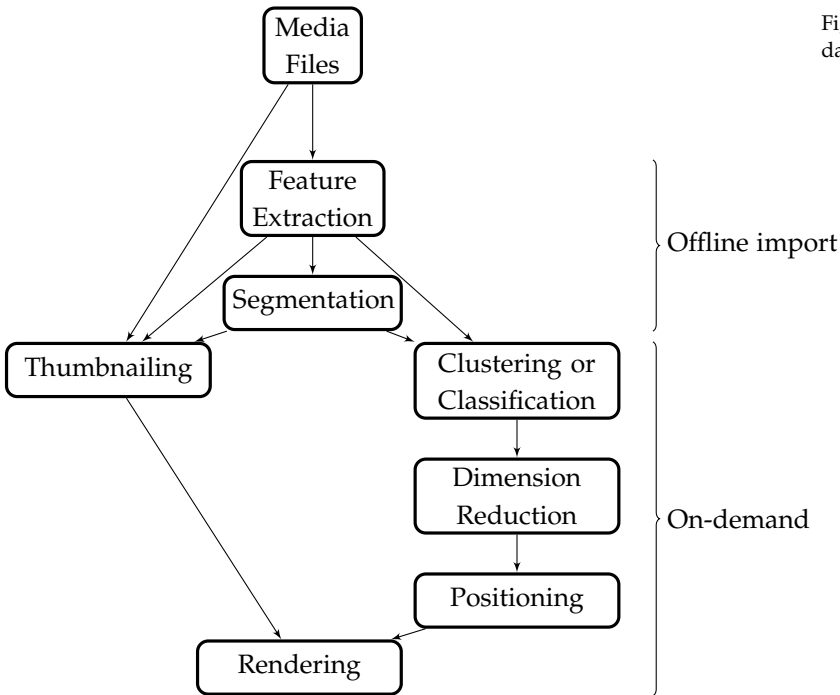 Media
Files
Fi
da
Feature
Extraction
Offline import
Segmentation
Thumbnailing
Clustering or
Classification
Dimension
Reduction
On-demand
Positioning
Rendering